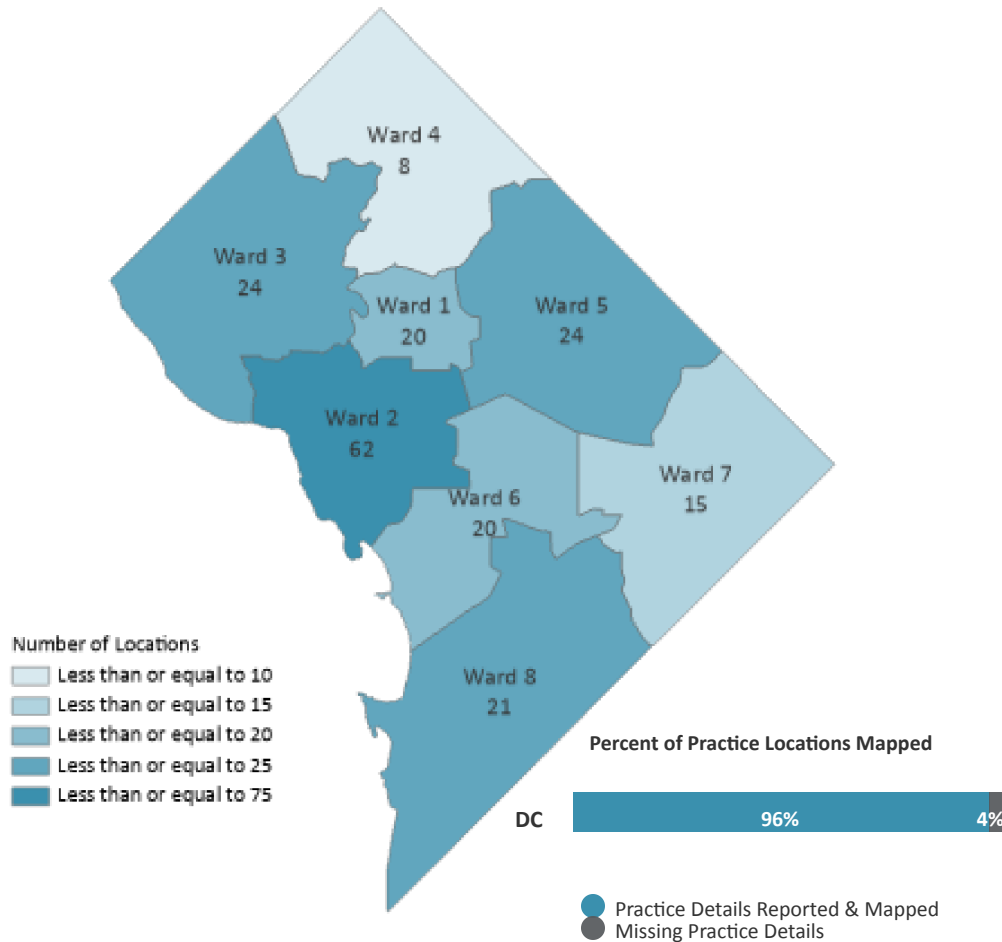 Ward 4
8
Ward 3
24
Ward 1
20
Ward 5
24
Ward 2
62
Ward 7
15
Ward 6
20
Ward 8
21
Number of Locations
Less than or equal to 10
Less than or equal to 15
Less than or equal to 20
Less than or equal to 25
Less than or equal to 75
Percent of Practice Locations Mapped
DC
96%
4%
Practice Details Reported & Mapped
Missing Practice Details